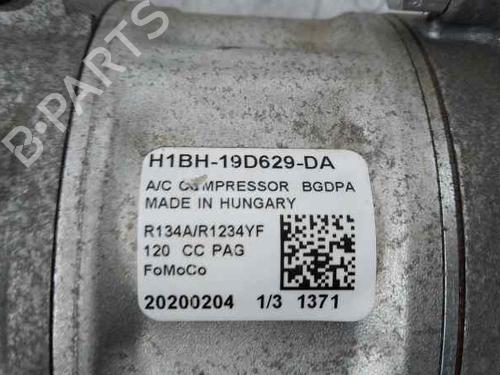 H1BH-19D629-DA
A/C COMPRESSOR BGDPA
MADE IN HUNGARY
R134A/R1234YF
120 CC PAG
FoMoCo
20200204 1/3 1371
B-PARTS